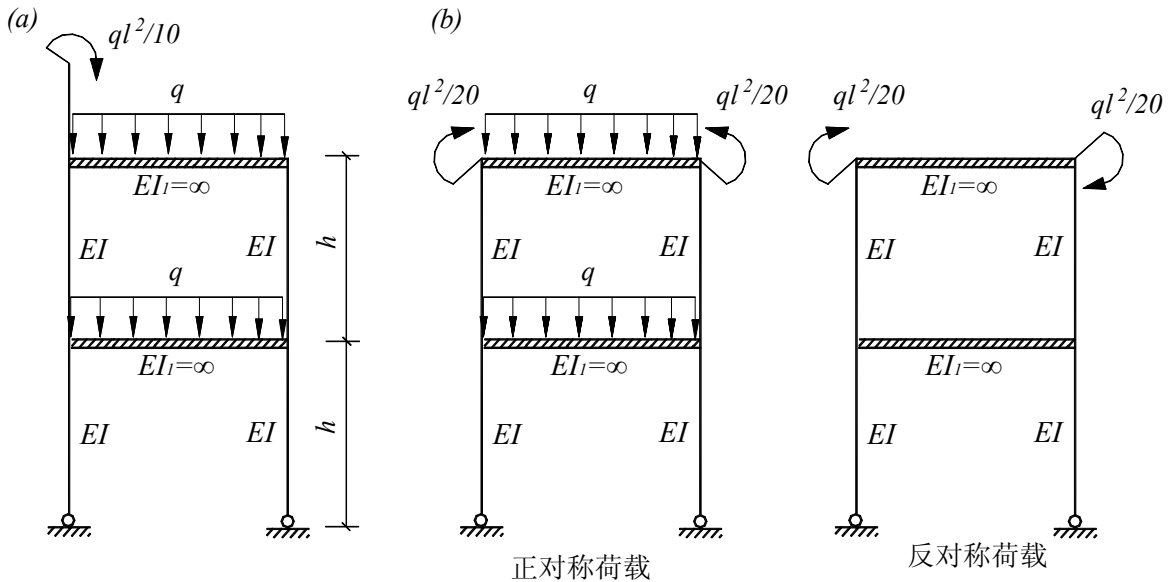 (a)
ql²/10
q
EI₁=∞
EI
EI
h
q
EI₁=∞
EI
EI
h
(b)
ql²/20
q
ql²/20
EI₁=∞
EI
EI
q
EI₁=∞
EI
EI
正对称荷载
ql²/20
ql²/20
EI₁=∞
EI
EI
EI₁=∞
EI
EI
反对称荷载